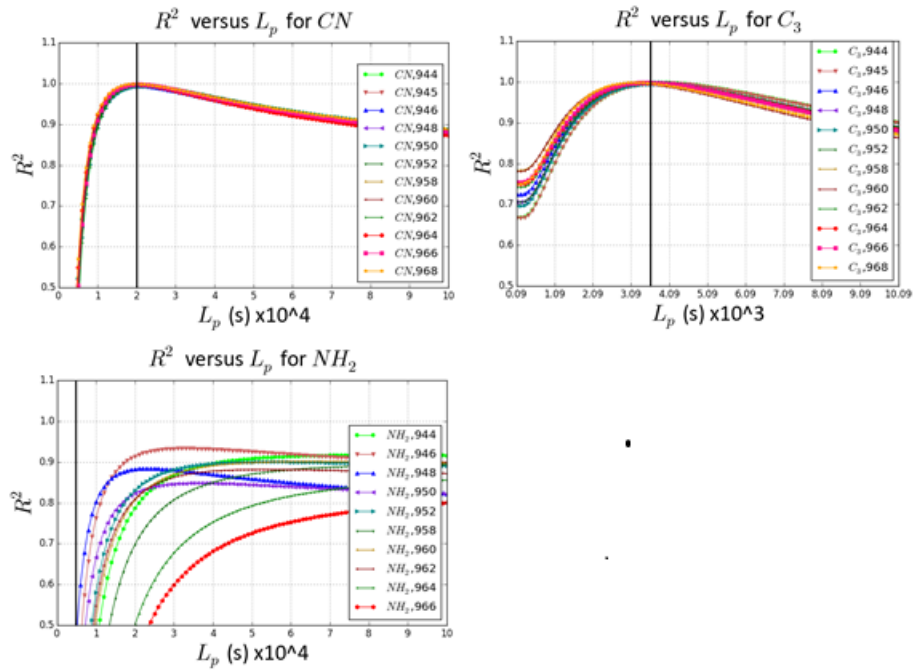 R² versus Lₚ for CN
R²
1.1
1.0
0.9
0.8
0.7
0.6
0.5
0 1 2 3 4 5 6 7 8 9 10
Lₚ (s) x10^4
CN,944
CN,945
CN,946
CN,948
CN,950
CN,952
CN,958
CN,960
CN,962
CN,964
CN,966
CN,968
R² versus Lₚ for C₃
R²
1.1
1.0
0.9
0.8
0.7
0.6
0.5
0.09 1.09 2.09 3.09 4.09 5.09 6.09 7.09 8.09 9.09 10.09
Lₚ (s) x10^3
C₃,944
C₃,945
C₃,946
C₃,948
C₃,950
C₃,952
C₃,958
C₃,960
C₃,962
C₃,964
C₃,966
C₃,968
R² versus Lₚ for NH₂
R²
1.1
1.0
0.9
0.8
0.7
0.6
0.5
0 1 2 3 4 5 6 7 8 9 10
Lₚ (s) x10^4
NH₂,944
NH₂,946
NH₂,948
NH₂,950
NH₂,952
NH₂,958
NH₂,960
NH₂,962
NH₂,964
NH₂,966